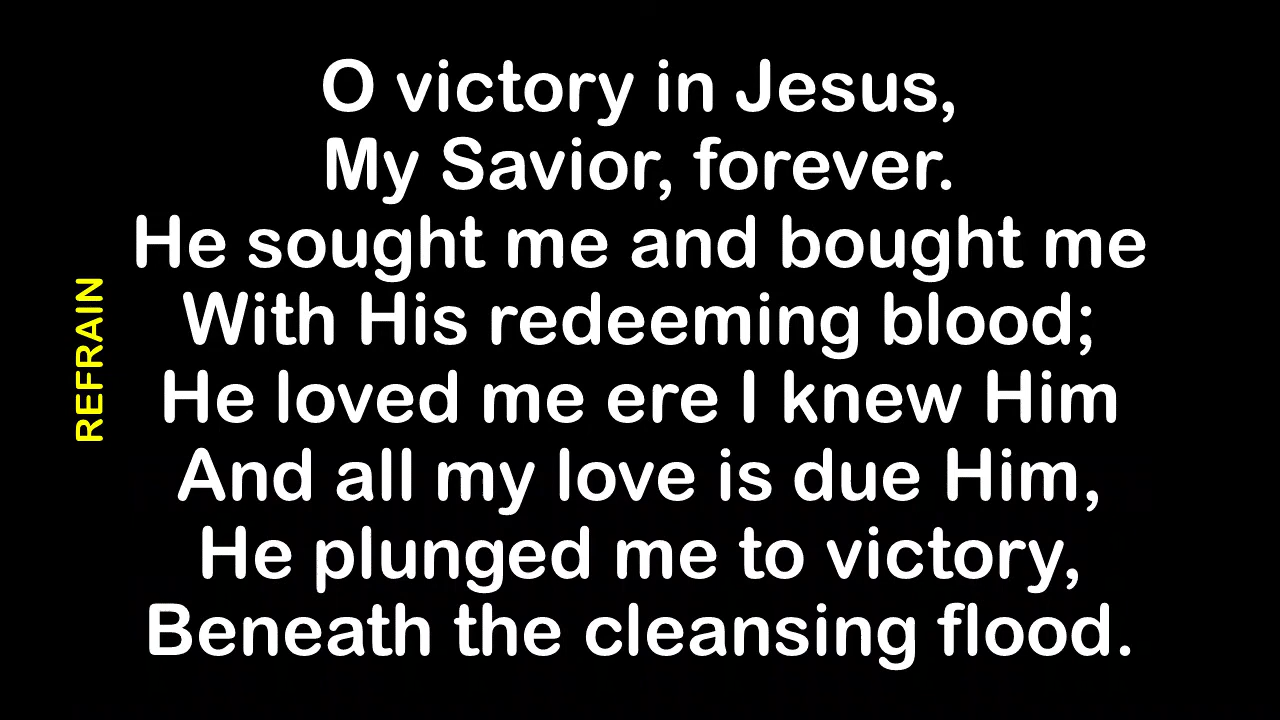 O victory in Jesus,
My Savior, forever.
He sought me and bought me
With His redeeming blood;
REFRAIN
He loved me ere I knew Him
And all my love is due Him,
He plunged me to victory,
Beneath the cleansing flood.